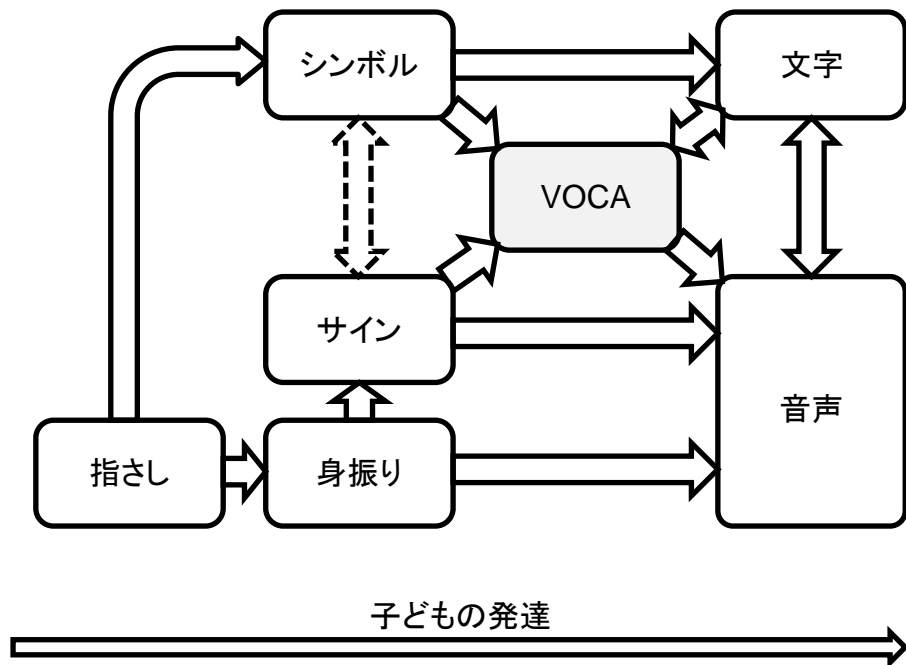 シンボル
文字
VOCA
サイン
音声
指さし
身振り
子どもの発達